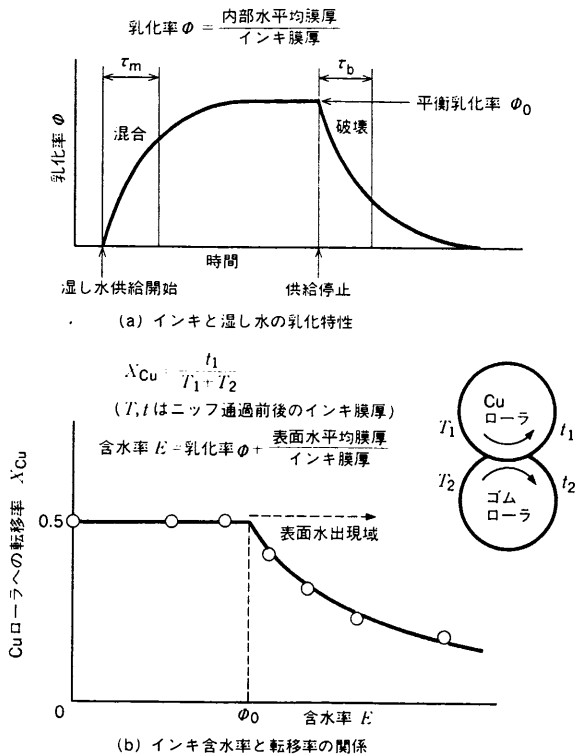 乳化率Φ = 内部水平均膜厚 / インキ膜厚
τm
τb
平衡乳化率 Φ0
混合
破壊
乳化率 Φ
時間
湿し水供給開始
供給停止
(a) インキと湿し水の乳化特性
XCu = t1 / T1+T2
(T, tはニップ通過前後のインキ膜厚)
含水率 E=乳化率Φ+ 表面水平均膜厚 / インキ膜厚
Cu
ローラ
T1
t1
T2
t2
ゴム
ローラ
Cuローラへの転移率 XCu
0.5
表面水出現域
0
Φ0
含水率 E
(b) インキ含水率と転移率の関係